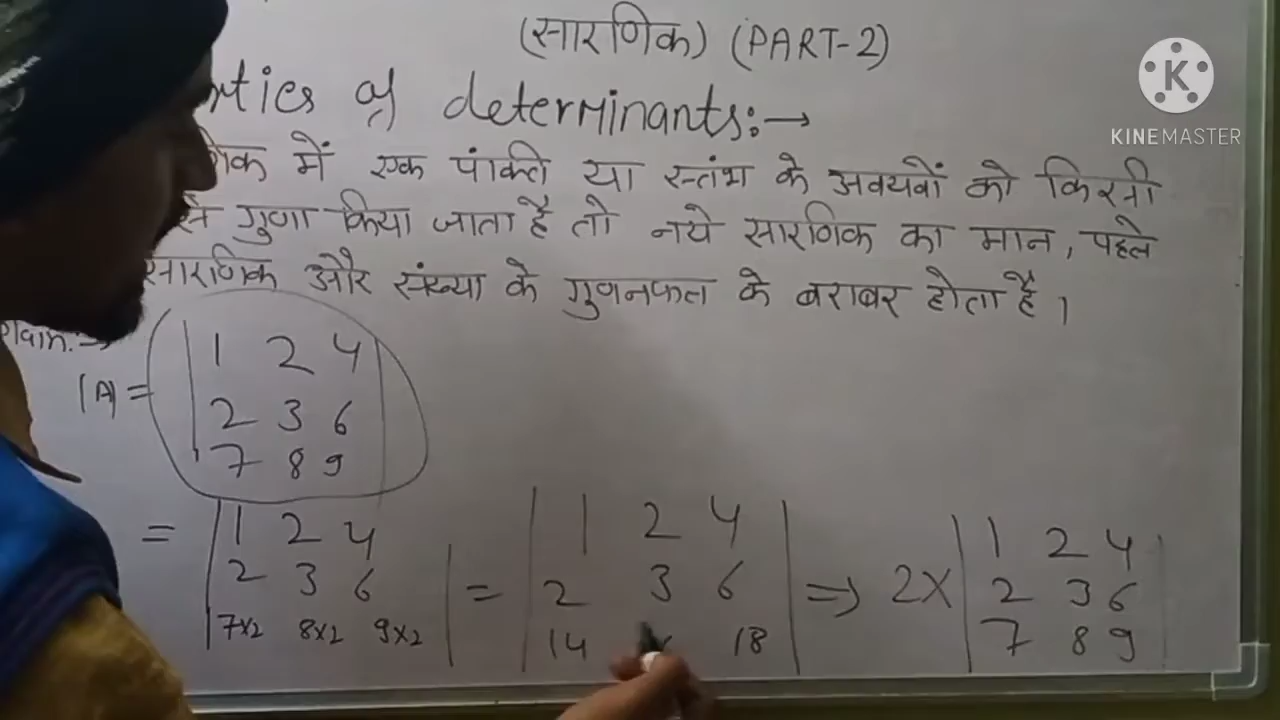 (सारणिक) (PART-2)
K
KINEMASTER
of determinants:→
में एक पंक्ति या स्तंभ के अवयवों को किसी
गुणा किया जाता है तो नये सारणिक का मान, पहले
सारणिक और संख्या के गुणनफल के बराबर होता है।
|A| = | 1 2 4
2 3 6
7 8 9 |
= | 1 2 4
2 3 6
7x2 8x2 9x2 |
= | 1 2 4
2 3 6
14 18 |
⇒ 2x | 1 2 4
2 3 6
7 8 9 |